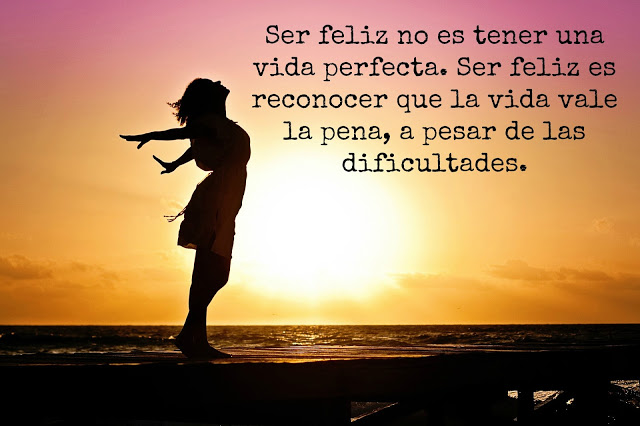 Ser feliz no es tener una
vida perfecta. Ser feliz es
reconocer que la vida vale
la pena, a pesar de las
dificultades.